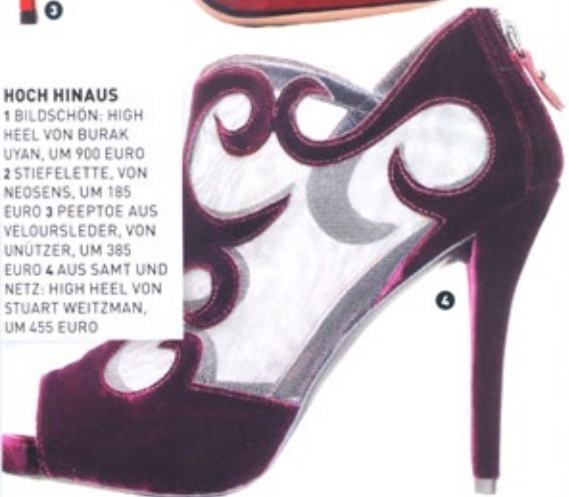 3
HOCH HINAUS
1 BILDSCHÖN: HIGH
HEEL VON BURAK
UYAN, UM 900 EURO
2 STIEFELETTE, VON
NEOSENS, UM 185
EURO 3 PEEPTOE AUS
VELOURSLEDER, VON
UNÜTZER, UM 385
EURO 4 AUS SAMT UND
NETZ: HIGH HEEL VON
STUART WEITZMAN,
UM 455 EURO
4